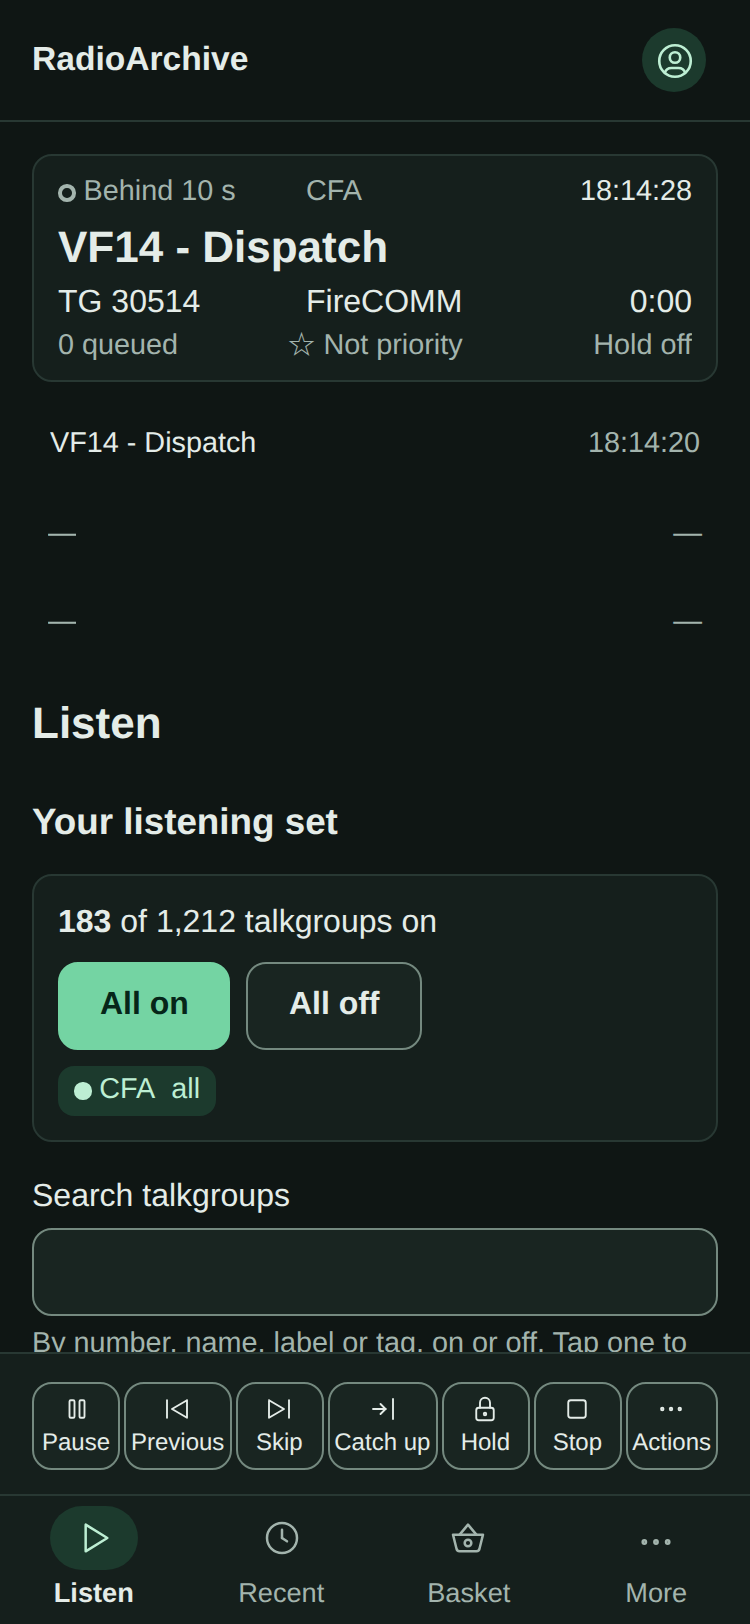 RadioArchive
Behind 10 s CFA 18:14:28
VF14 - Dispatch
TG 30514 FireCOMM 0:00
0 queued ☆ Not priority Hold off
VF14 - Dispatch 18:14:20
— —
— —
Listen
Your listening set
183 of 1,212 talkgroups on
All on All off
CFA all
Search talkgroups
By number, name, label or tag, on or off. Tap one to
Pause Previous Skip Catch up Hold Stop Actions
Listen Recent Basket More